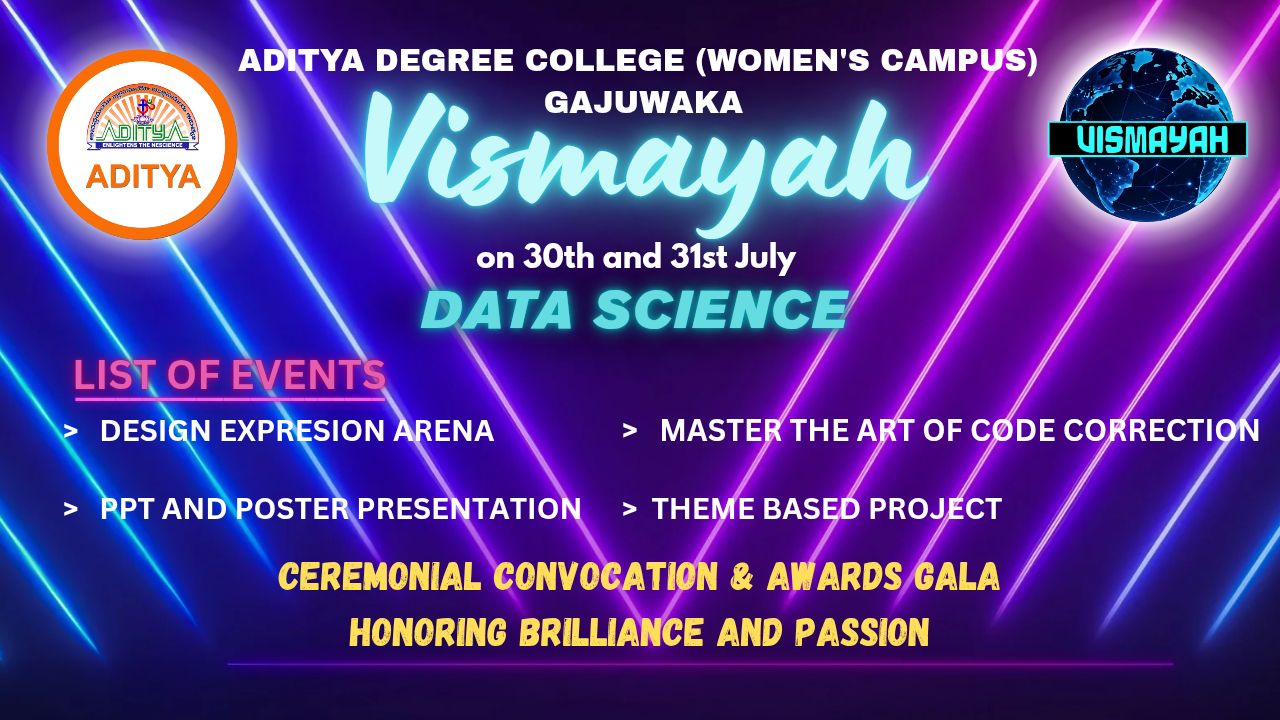 ADITYA DEGREE COLLEGE (WOMEN'S CAMPUS)
GAJUWAKA
ADITYA
ENLIGHTENS THE NESCIENCE
ADITYA
VISMAYAH
Vismayah
on 30th and 31st July
DATA SCIENCE
LIST OF EVENTS
> DESIGN EXPRESION ARENA
> MASTER THE ART OF CODE CORRECTION
> PPT AND POSTER PRESENTATION
> THEME BASED PROJECT
CEREMONIAL CONVOCATION & AWARDS GALA
HONORING BRILLIANCE AND PASSION